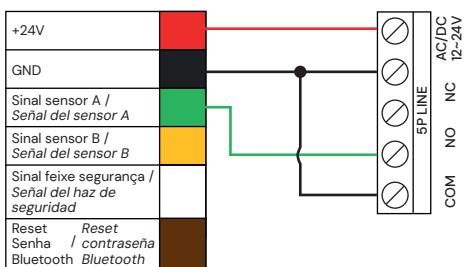 +24V
GND
Sinal sensor A /
Señal del sensor A
Sinal sensor B /
Señal del sensor B
Sinal feixe segurança /
Señal del haz de
seguridad
Reset Reset
Senha / contraseña
Bluetooth Bluetooth
5P LINE
AC/DC
12~24V
NC
NO
COM